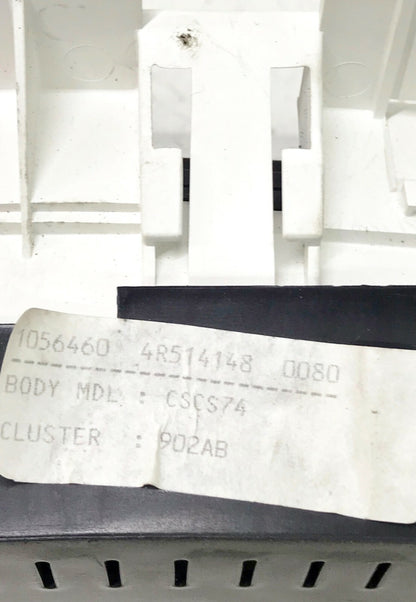 1056460 4R514148 0080
BODY MDL : CSCS74
CLUSTER : 902AB